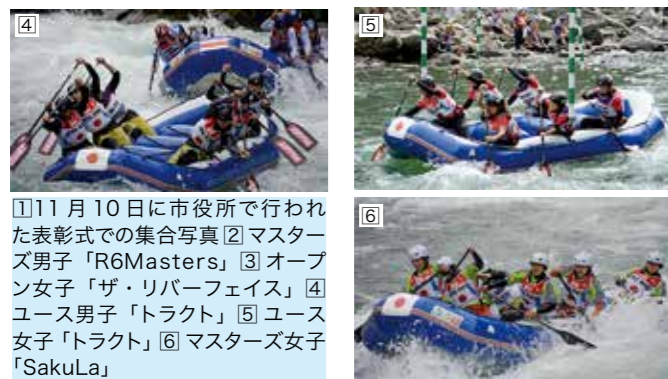 4
5
1 11月10日に市役所で行われ
た表彰式での集合写真 2 マスター
ズ男子「R6Masters」 3 オープ
ン女子「ザ・リバーフェイス」 4
ユース男子「トラクト」 5 ユース
女子「トラクト」 6 マスターズ女子
「SakuLa」
6